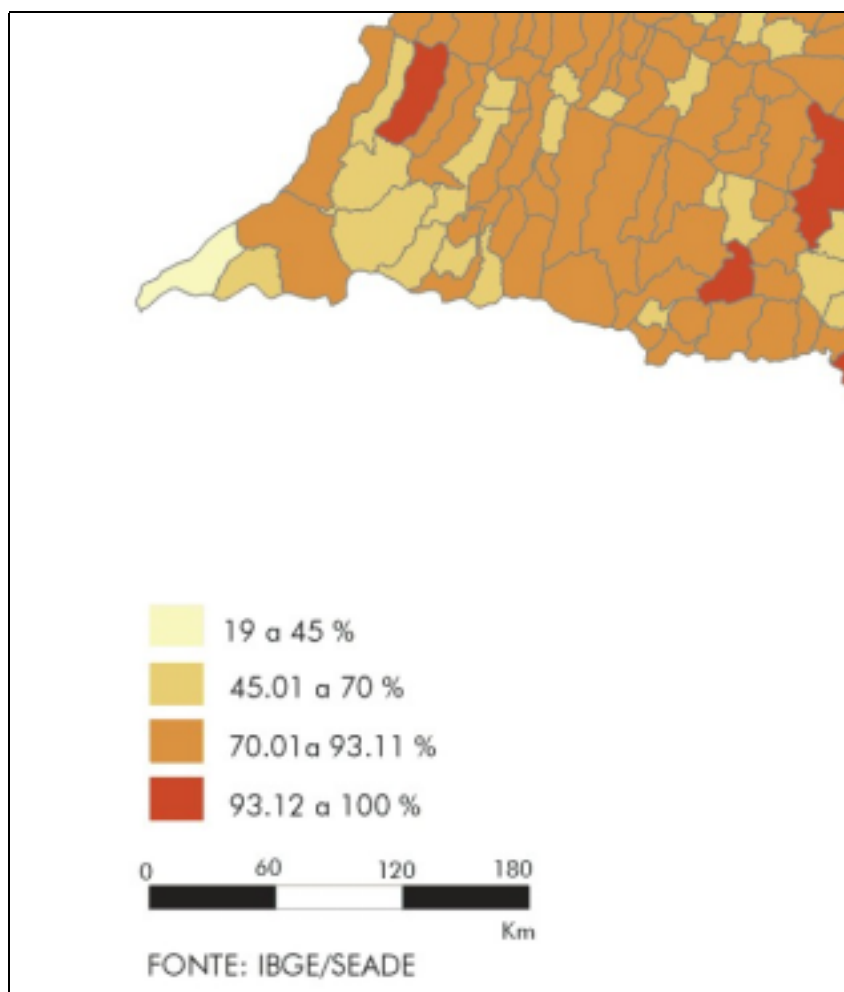 19 a 45 %
45.01 a 70 %
70.01a 93.11 %
93.12 a 100 %
0 60 120 180
Km
FONTE: IBGE/SEADE